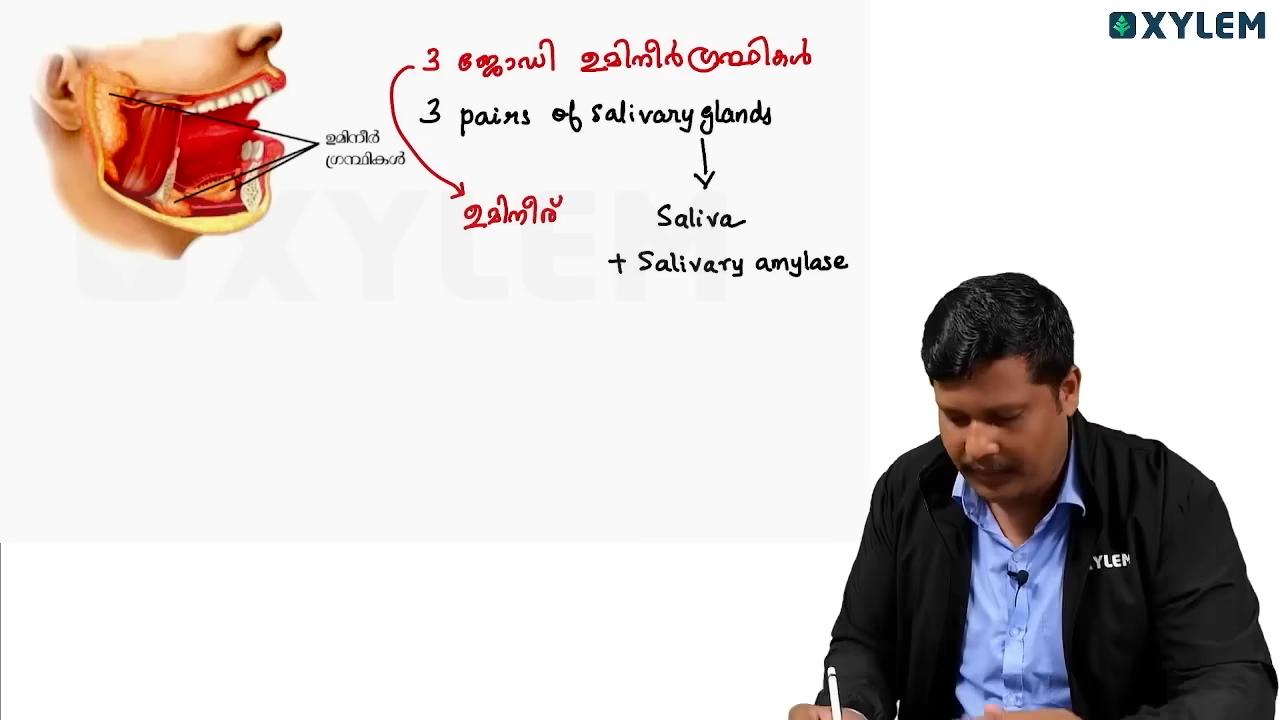 XYLEM
3 ജോഡി ഉമിനീർഗ്രന്ഥികൾ
3 pairs of salivary glands
ഉമിനീർ
ഗ്രന്ഥികൾ
ഉമിനീര്
Saliva
+ Salivary amylase
XYLEM
XYLEM